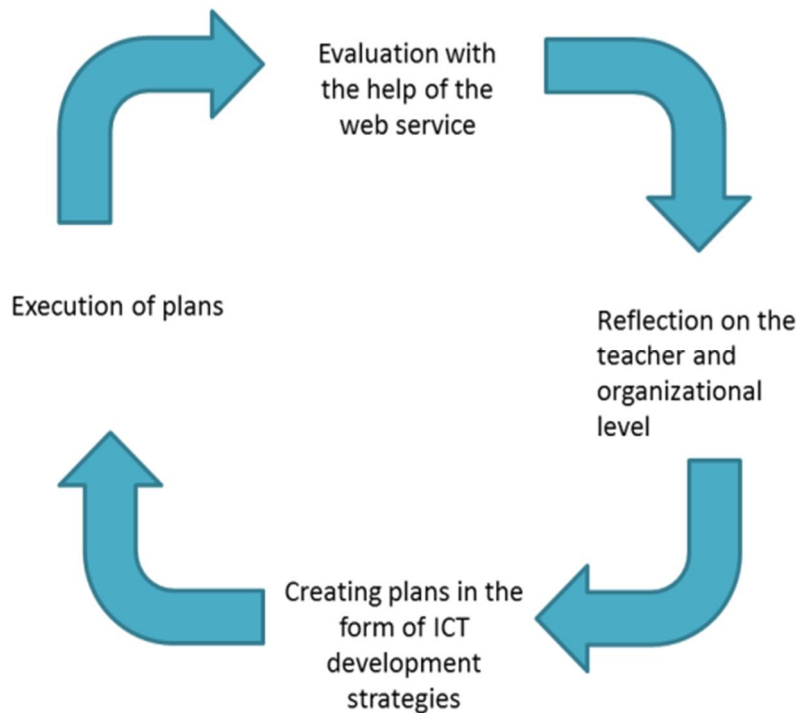 Evaluation with
the help of the
web service
Execution of plans
Reflection on the
teacher and
organizational
level
Creating plans in the
form of ICT
development
strategies